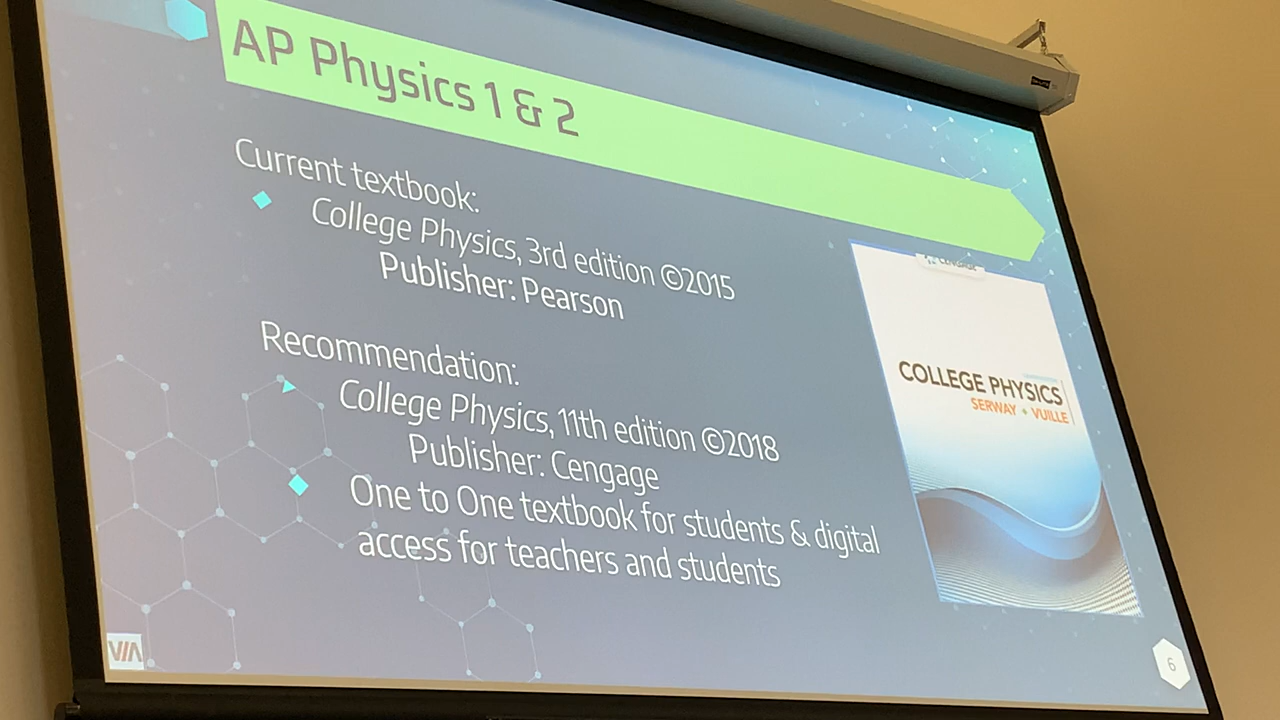 AP Physics 1 & 2
Current textbook:
College Physics, 3rd edition ©2015
Publisher: Pearson
Recommendation:
College Physics, 11th edition ©2018
Publisher: Cengage
One to One textbook for students & digital
access for teachers and students
COLLEGE PHYSICS
SERWAY + VUILLE
VIA
6